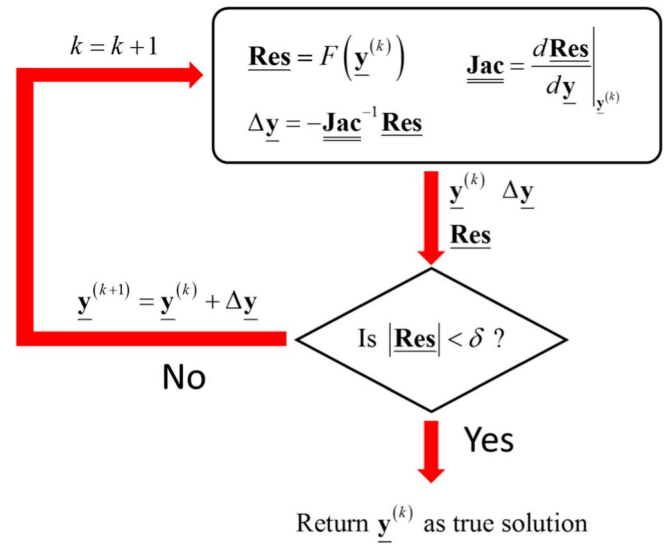 k = k + 1
Res = F(y^(k))
Jac = dRes/dy|_y^(k)
Δy = −Jac^−1 Res
y^(k) Δy
Res
y^(k+1) = y^(k) + Δy
Is |Res| < δ ?
No
Yes
Return y^(k) as true solution